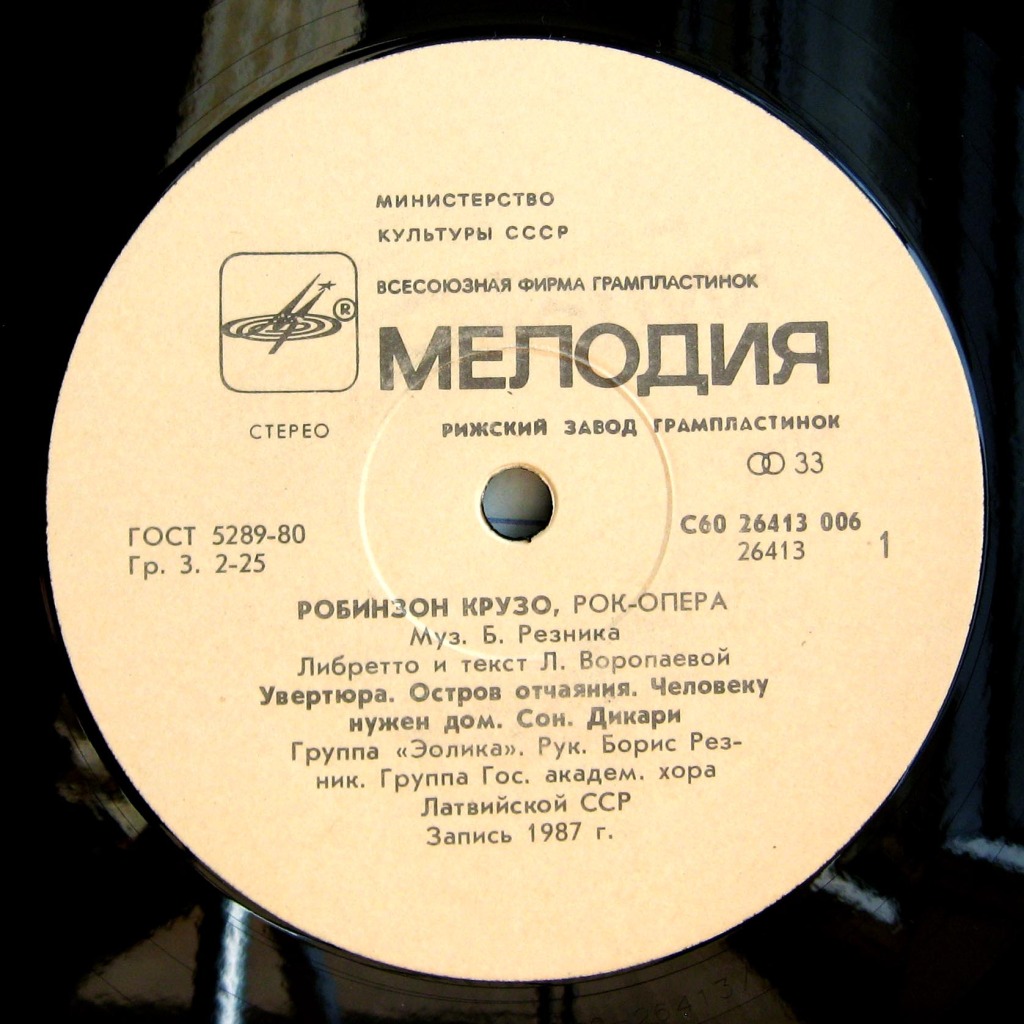 МИНИСТЕРСТВО
КУЛЬТУРЫ СССР
ВСЕСОЮЗНАЯ ФИРМА ГРАМПЛАСТИНОК
®
МЕЛОДИЯ
СТЕРЕО
РИЖСКИЙ ЗАВОД ГРАМПЛАСТИНОК
33
ГОСТ 5289-80
Гр. 3. 2-25
С60 26413 006
26413
1
РОБИНЗОН КРУЗО, РОК-ОПЕРА
Муз. Б. Резника
Либретто и текст Л. Воропаевой
Увертюра. Остров отчаяния. Человеку
нужен дом. Сон. Дикари
Группа «Эолика». Рук. Борис Рез-
ник. Группа Гос. академ. хора
Латвийской ССР
Запись 1987 г.